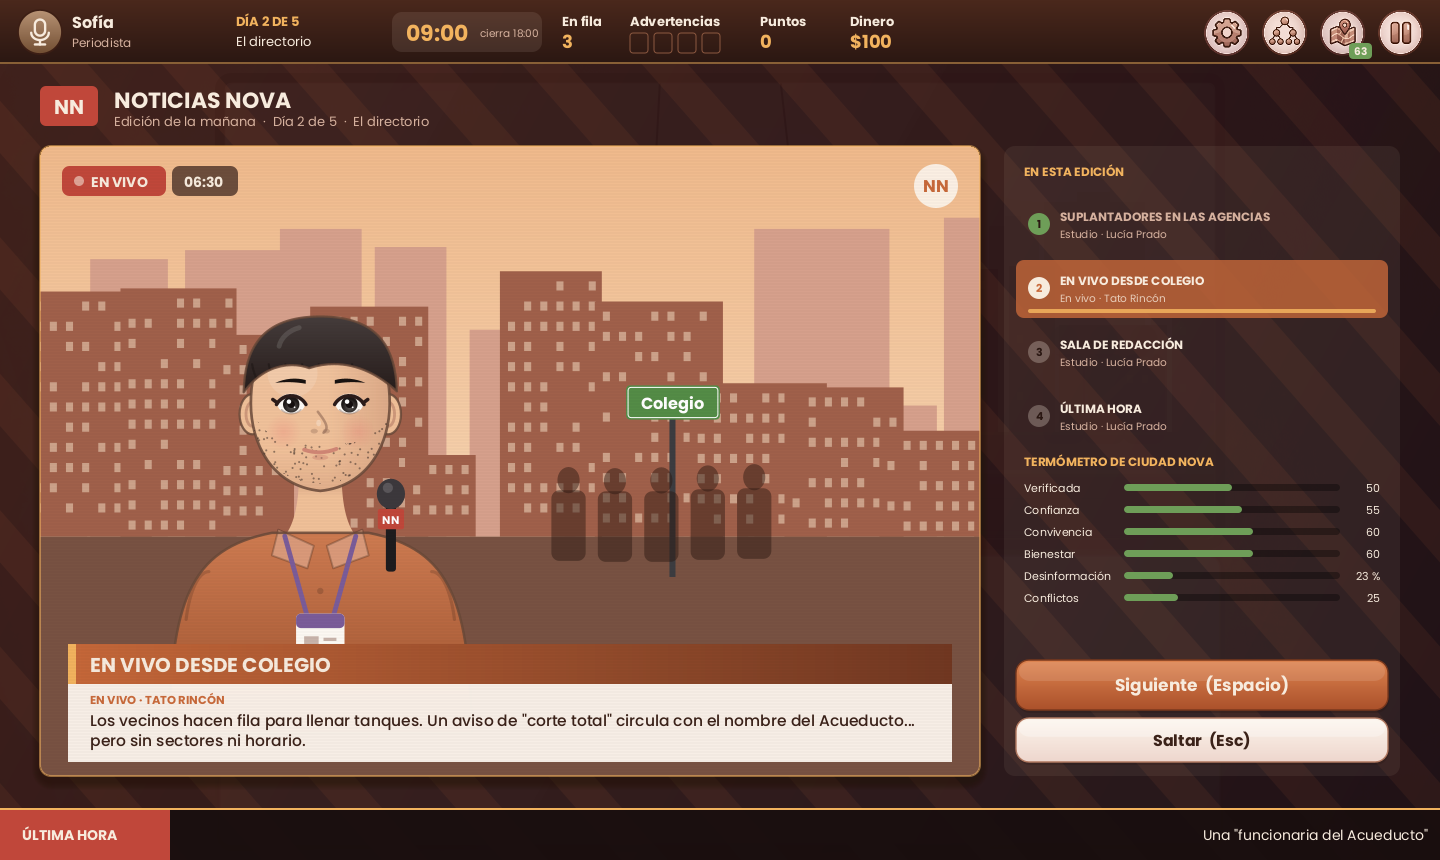 Sofía
Periodista
DÍA 2 DE 5
El directorio
09:00 cierra 18:00
En fila
3
Advertencias
Puntos
0
Dinero
$100
63
NN
NOTICIAS NOVA
Edición de la mañana · Día 2 de 5 · El directorio
EN VIVO
06:30
NN
Colegio
NN
EN VIVO DESDE COLEGIO
EN VIVO · TATO RINCÓN
Los vecinos hacen fila para llenar tanques. Un aviso de "corte total" circula con el nombre del Acueducto...
pero sin sectores ni horario.
EN ESTA EDICIÓN
1
SUPLANTADORES EN LAS AGENCIAS
Estudio · Lucía Prado
2
EN VIVO DESDE COLEGIO
En vivo · Tato Rincón
3
SALA DE REDACCIÓN
Estudio · Lucía Prado
4
ÚLTIMA HORA
Estudio · Lucía Prado
TERMÓMETRO DE CIUDAD NOVA
Verificada 50
Confianza 55
Convivencia 60
Bienestar 60
Desinformación 23 %
Conflictos 25
Siguiente (Espacio)
Saltar (Esc)
ÚLTIMA HORA
Una "funcionaria del Acueducto"